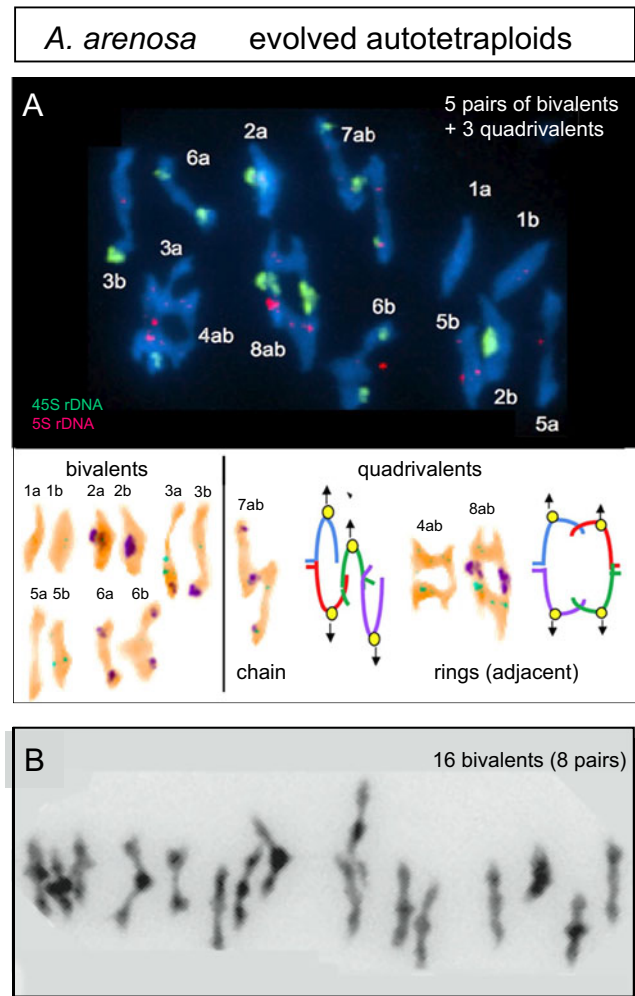 A. arenosa evolved autotetraploids
A
5 pairs of bivalents
+ 3 quadrivalents
2a
7ab
6a
1a
1b
3a
3b
6b
5b
4ab
8ab
2b
5a
45S rDNA
5S rDNA
bivalents
quadrivalents
1a 1b 2a 2b 3a 3b
7ab
4ab
8ab
5a 5b 6a 6b
chain
rings (adjacent)
B
16 bivalents (8 pairs)